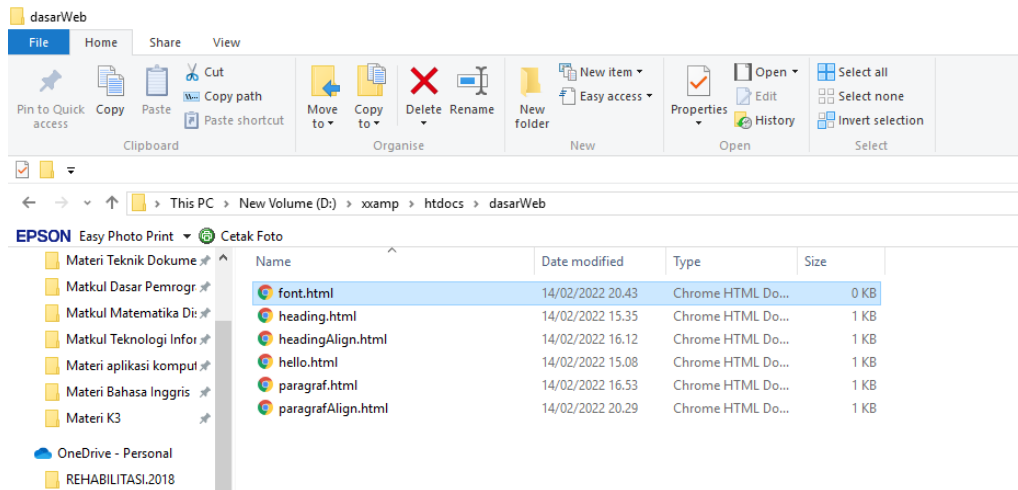 dasarWeb
File Home Share View
Pin to Quick access
Copy
Paste
Cut
Copy path
Paste shortcut
Clipboard
Move to
Copy to
Delete
Rename
Organise
New folder
New item
Easy access
New
Properties
Open
Edit
History
Open
Select all
Select none
Invert selection
Select
This PC > New Volume (D:) > xxamp > htdocs > dasarWeb
EPSON Easy Photo Print Cetak Foto
Materi Teknik Dokume
Matkul Dasar Pemrogr
Matkul Matematika Di
Matkul Teknologi Infor
Materi aplikasi komput
Materi Bahasa Inggris
Materi K3
OneDrive - Personal
REHABILITASI.2018
Name Date modified Type Size
font.html 14/02/2022 20.43 Chrome HTML Do... 0 KB
heading.html 14/02/2022 15.35 Chrome HTML Do... 1 KB
headingAlign.html 14/02/2022 16.12 Chrome HTML Do... 1 KB
hello.html 14/02/2022 15.08 Chrome HTML Do... 1 KB
paragraf.html 14/02/2022 16.53 Chrome HTML Do... 1 KB
paragrafAlign.html 14/02/2022 20.29 Chrome HTML Do... 1 KB